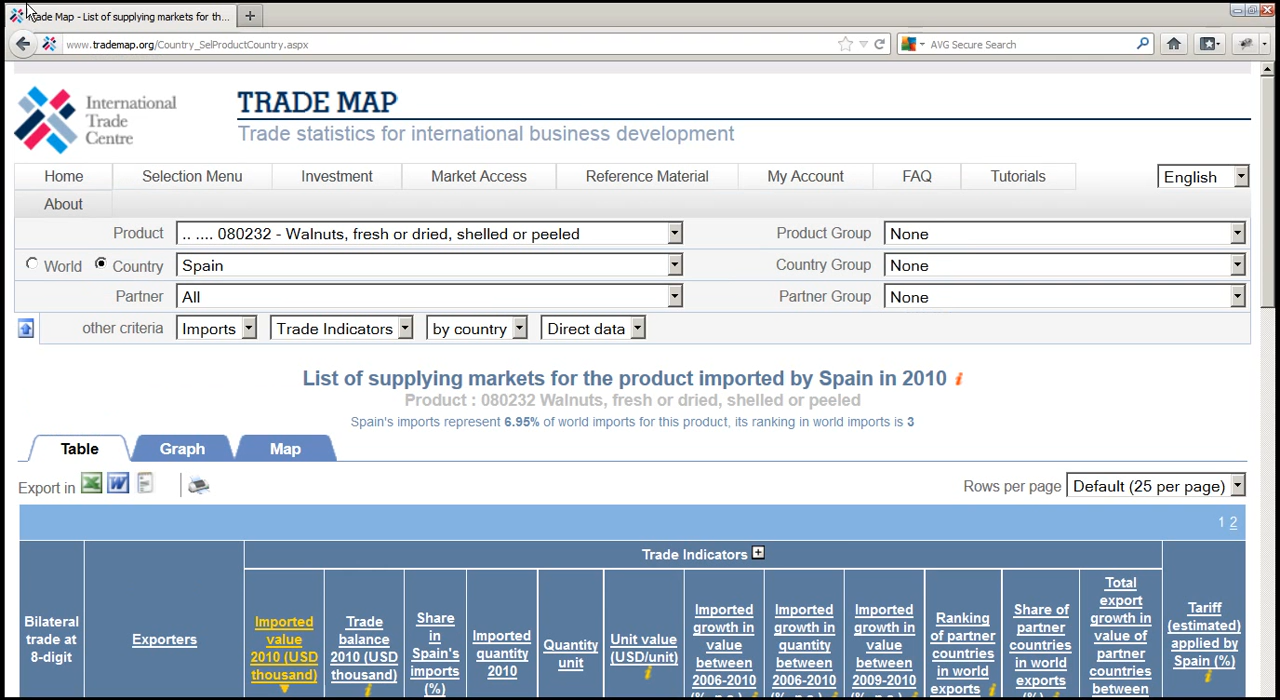 Trade Map - List of supplying markets for th...
www.trademap.org/Country_SelProductCountry.aspx
AVG Secure Search
International Trade Centre
TRADE MAP
Trade statistics for international business development
Home Selection Menu Investment Market Access Reference Material My Account FAQ Tutorials English
About
Product .. .... 080232 - Walnuts, fresh or dried, shelled or peeled Product Group None
World Country Spain Country Group None
Partner All Partner Group None
other criteria Imports Trade Indicators by country Direct data
List of supplying markets for the product imported by Spain in 2010 i
Product : 080232 Walnuts, fresh or dried, shelled or peeled
Spain's imports represent 6.95% of world imports for this product, its ranking in world imports is 3
Table Graph Map
Export in Rows per page Default (25 per page)
1 2
Trade Indicators +
Bilateral trade at 8-digit
Exporters
Imported value 2010 (USD thousand)
Trade balance 2010 (USD thousand) i
Share in Spain's imports (%)
Imported quantity 2010
Quantity unit
Unit value (USD/unit) i
Imported growth in value between 2006-2010
Imported growth in quantity between 2006-2010
Imported growth in value between 2009-2010
Ranking of partner countries in world exports i
Share of partner countries in world exports
Total export growth in value of partner countries between
Tariff (estimated) applied by Spain (%) i